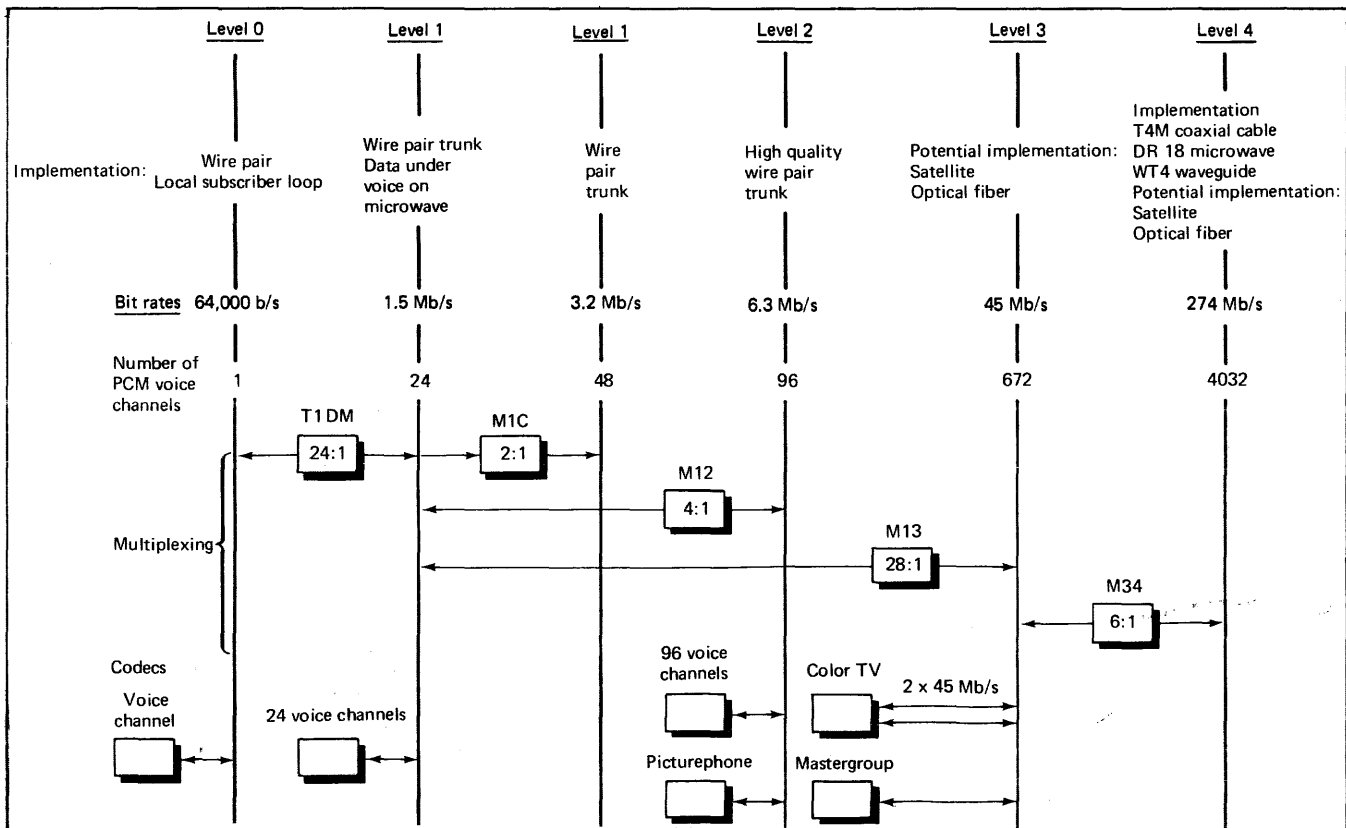 Level 0 Level 1 Level 1 Level 2 Level 3 Level 4
Implementation:
Wire pair
Local subscriber loop
Wire pair trunk
Data under
voice on
microwave
Wire
pair
trunk
High quality
wire pair
trunk
Potential implementation:
Satellite
Optical fiber
Implementation
T4M coaxial cable
DR 18 microwave
WT4 waveguide
Potential implementation:
Satellite
Optical fiber
Bit rates 64,000 b/s 1.5 Mb/s 3.2 Mb/s 6.3 Mb/s 45 Mb/s 274 Mb/s
Number of
PCM voice
channels
1 24 48 96 672 4032
Multiplexing
T1DM
24:1
M1C
2:1
M12
4:1
M13
28:1
M34
6:1
Codecs
Voice
channel
24 voice channels
96 voice
channels
Color TV
2 x 45 Mb/s
Picturephone
Mastergroup